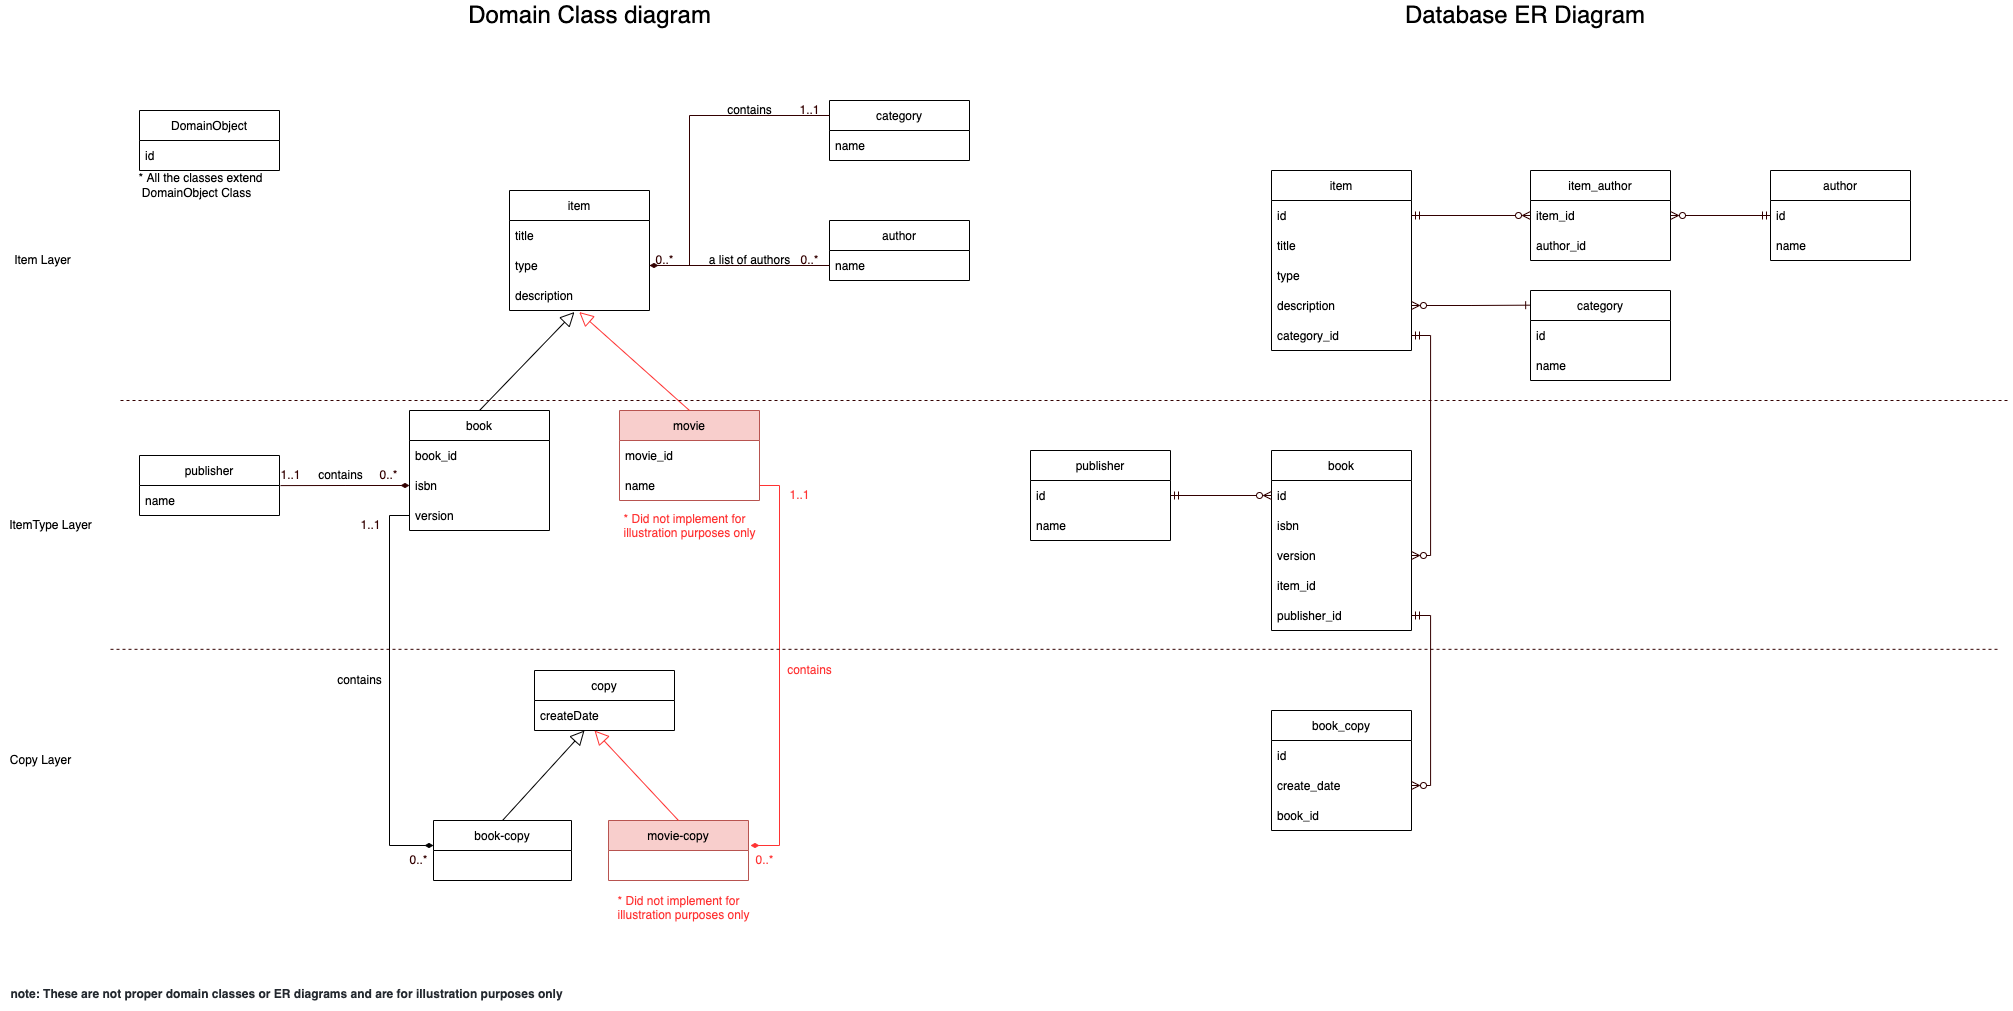 Domain Class diagram
Database ER Diagram
DomainObject
id
* All the classes extend
DomainObject Class
contains
1..1
category
name
item
title
type
description
0..*
a list of authors
0..*
author
name
Item Layer
item
id
title
type
description
category_id
item_author
item_id
author_id
author
id
name
category
id
name
publisher
name
1..1
contains
0..*
book
book_id
isbn
version
1..1
movie
movie_id
name
1..1
* Did not implement for
illustration purposes only
ItemType Layer
publisher
id
name
book
id
isbn
version
item_id
publisher_id
contains
contains
copy
createDate
Copy Layer
book-copy
0..*
movie-copy
0..*
* Did not implement for
illustration purposes only
book_copy
id
create_date
book_id
note: These are not proper domain classes or ER diagrams and are for illustration purposes only